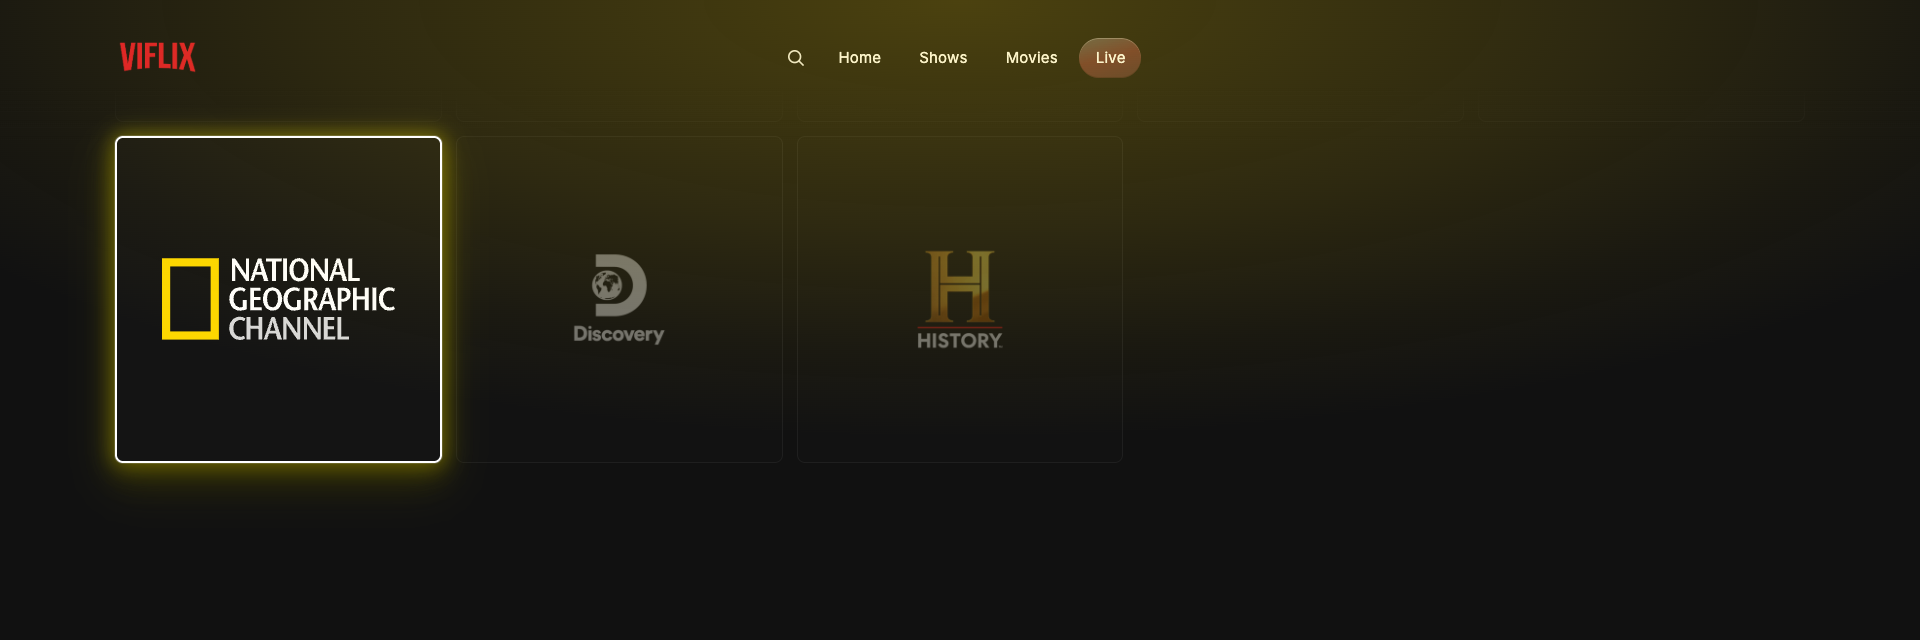 VIFLIX
Home Shows Movies Live
NATIONAL
GEOGRAPHIC
CHANNEL
Discovery
H
HISTORY